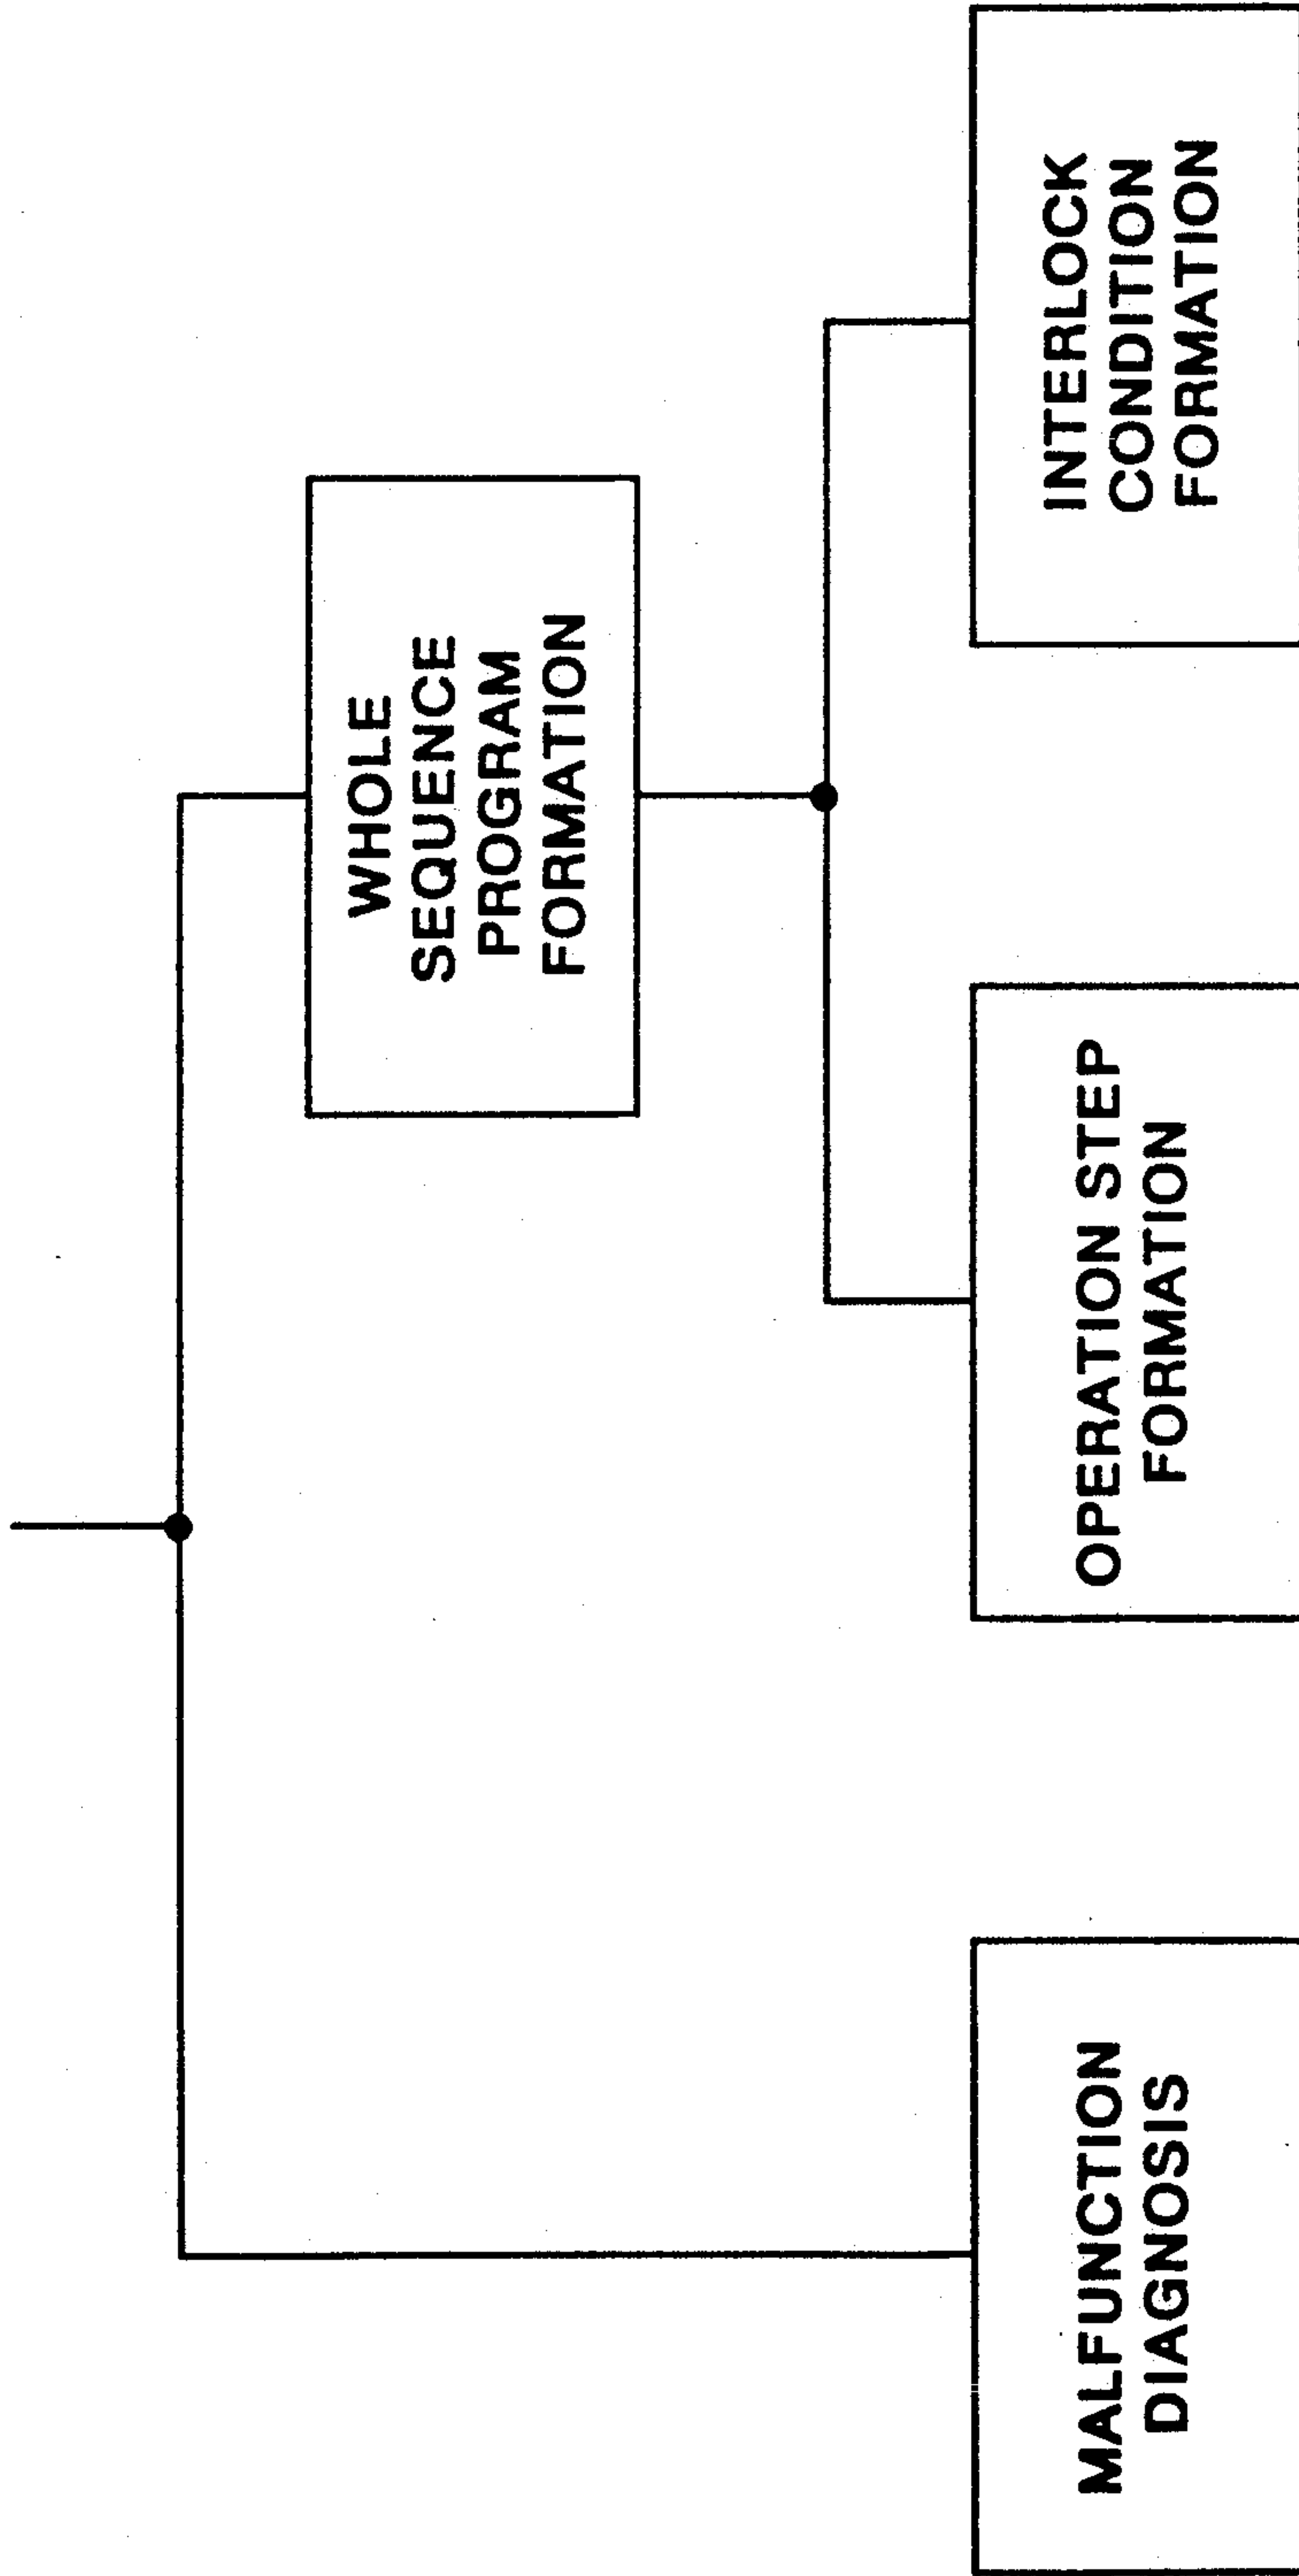 WHOLE
SEQUENCE
PROGRAM
FORMATION
MALFUNCTION
DIAGNOSIS
OPERATION STEP
FORMATION
INTERLOCK
CONDITION
FORMATION